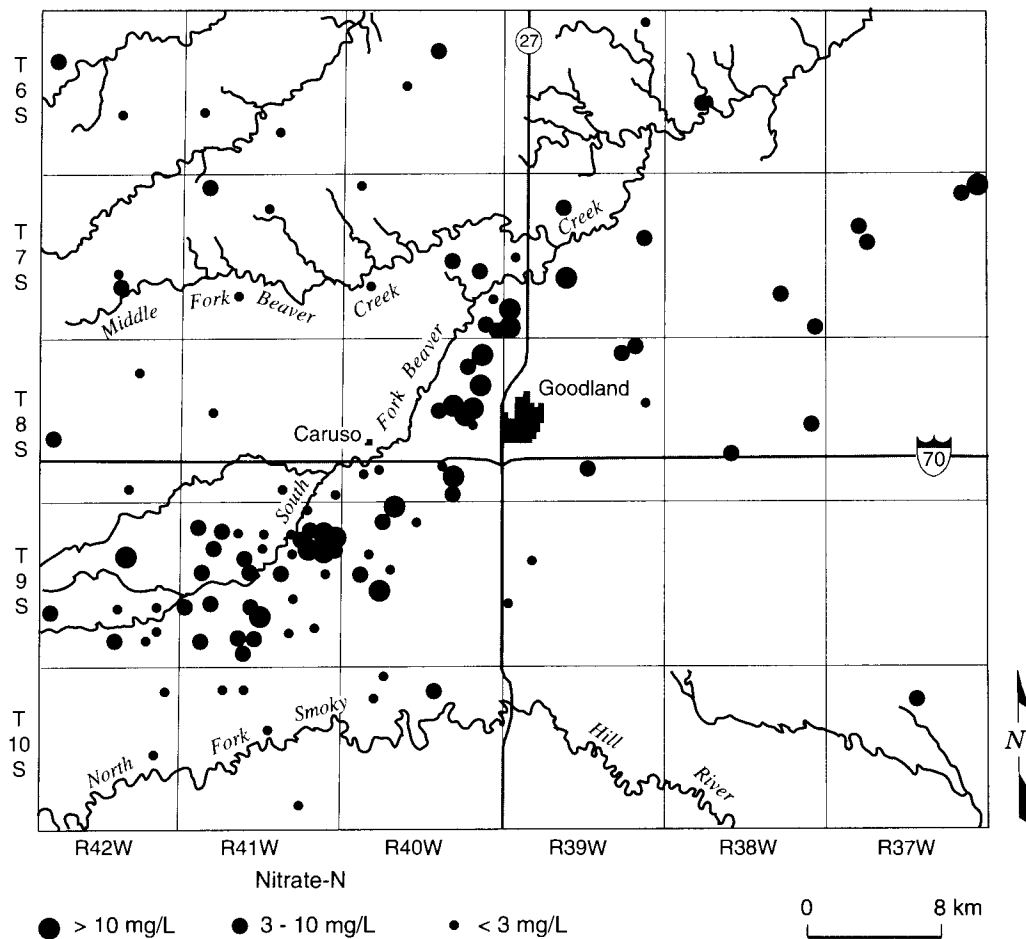 27
T
6
S
T
7
S
Creek
Middle Fork Beaver Creek
T
8
S
Goodland
Caruso
South Fork Beaver
70
T
9
S
T
10
S
North Fork Smoky Hill River
N
R42W R41W R40W R39W R38W R37W
Nitrate-N
> 10 mg/L 3 - 10 mg/L < 3 mg/L
0 8 km